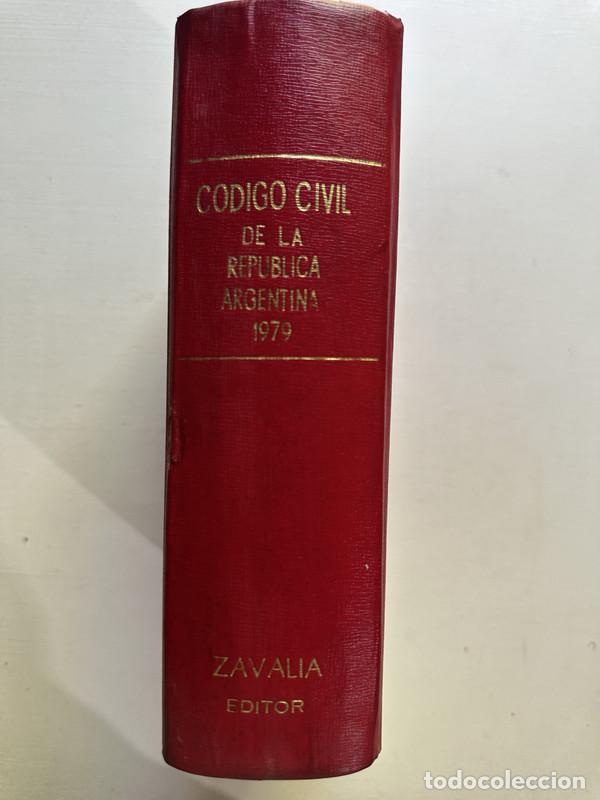 CODIGO CIVIL
DE LA
REPUBLICA
ARGENTINA
1979
ZAVALIA
EDITOR
todocoleccion